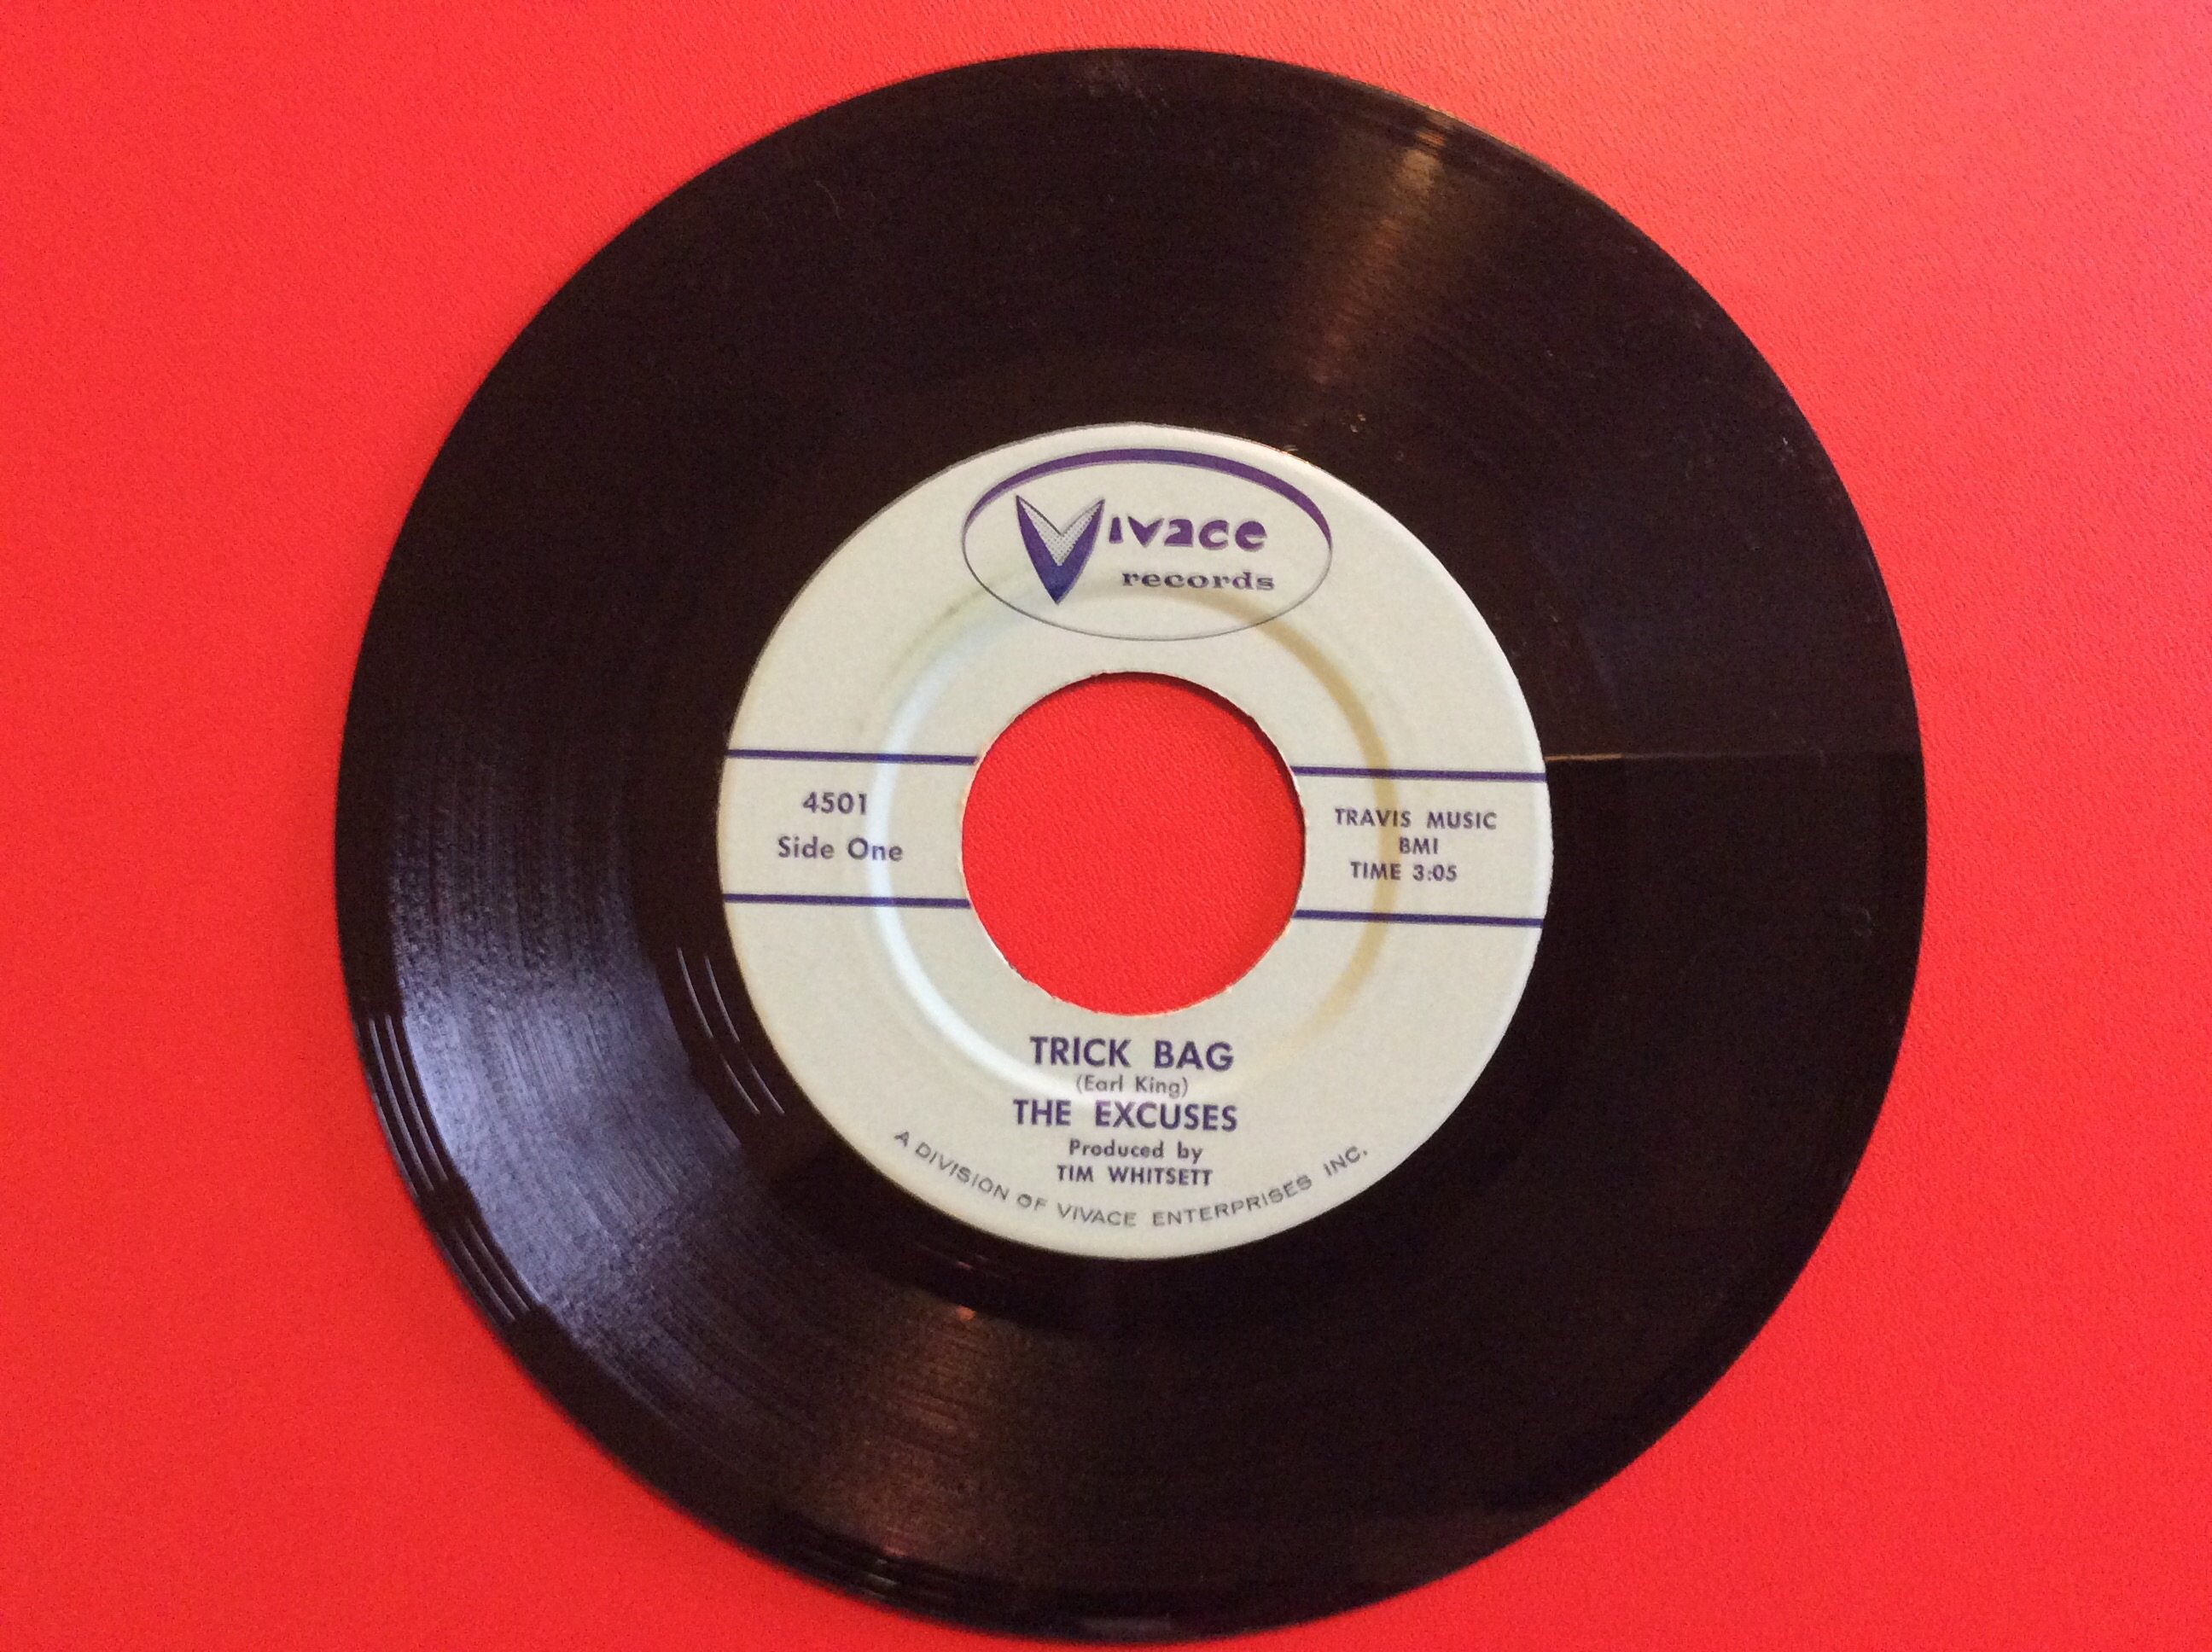 Vivace
records
4501
Side One
TRAVIS MUSIC
BMI
TIME 3:05
TRICK BAG
(Earl King)
THE EXCUSES
Produced by
TIM WHITSETT
A DIVISION OF VIVACE ENTERPRISES INC.